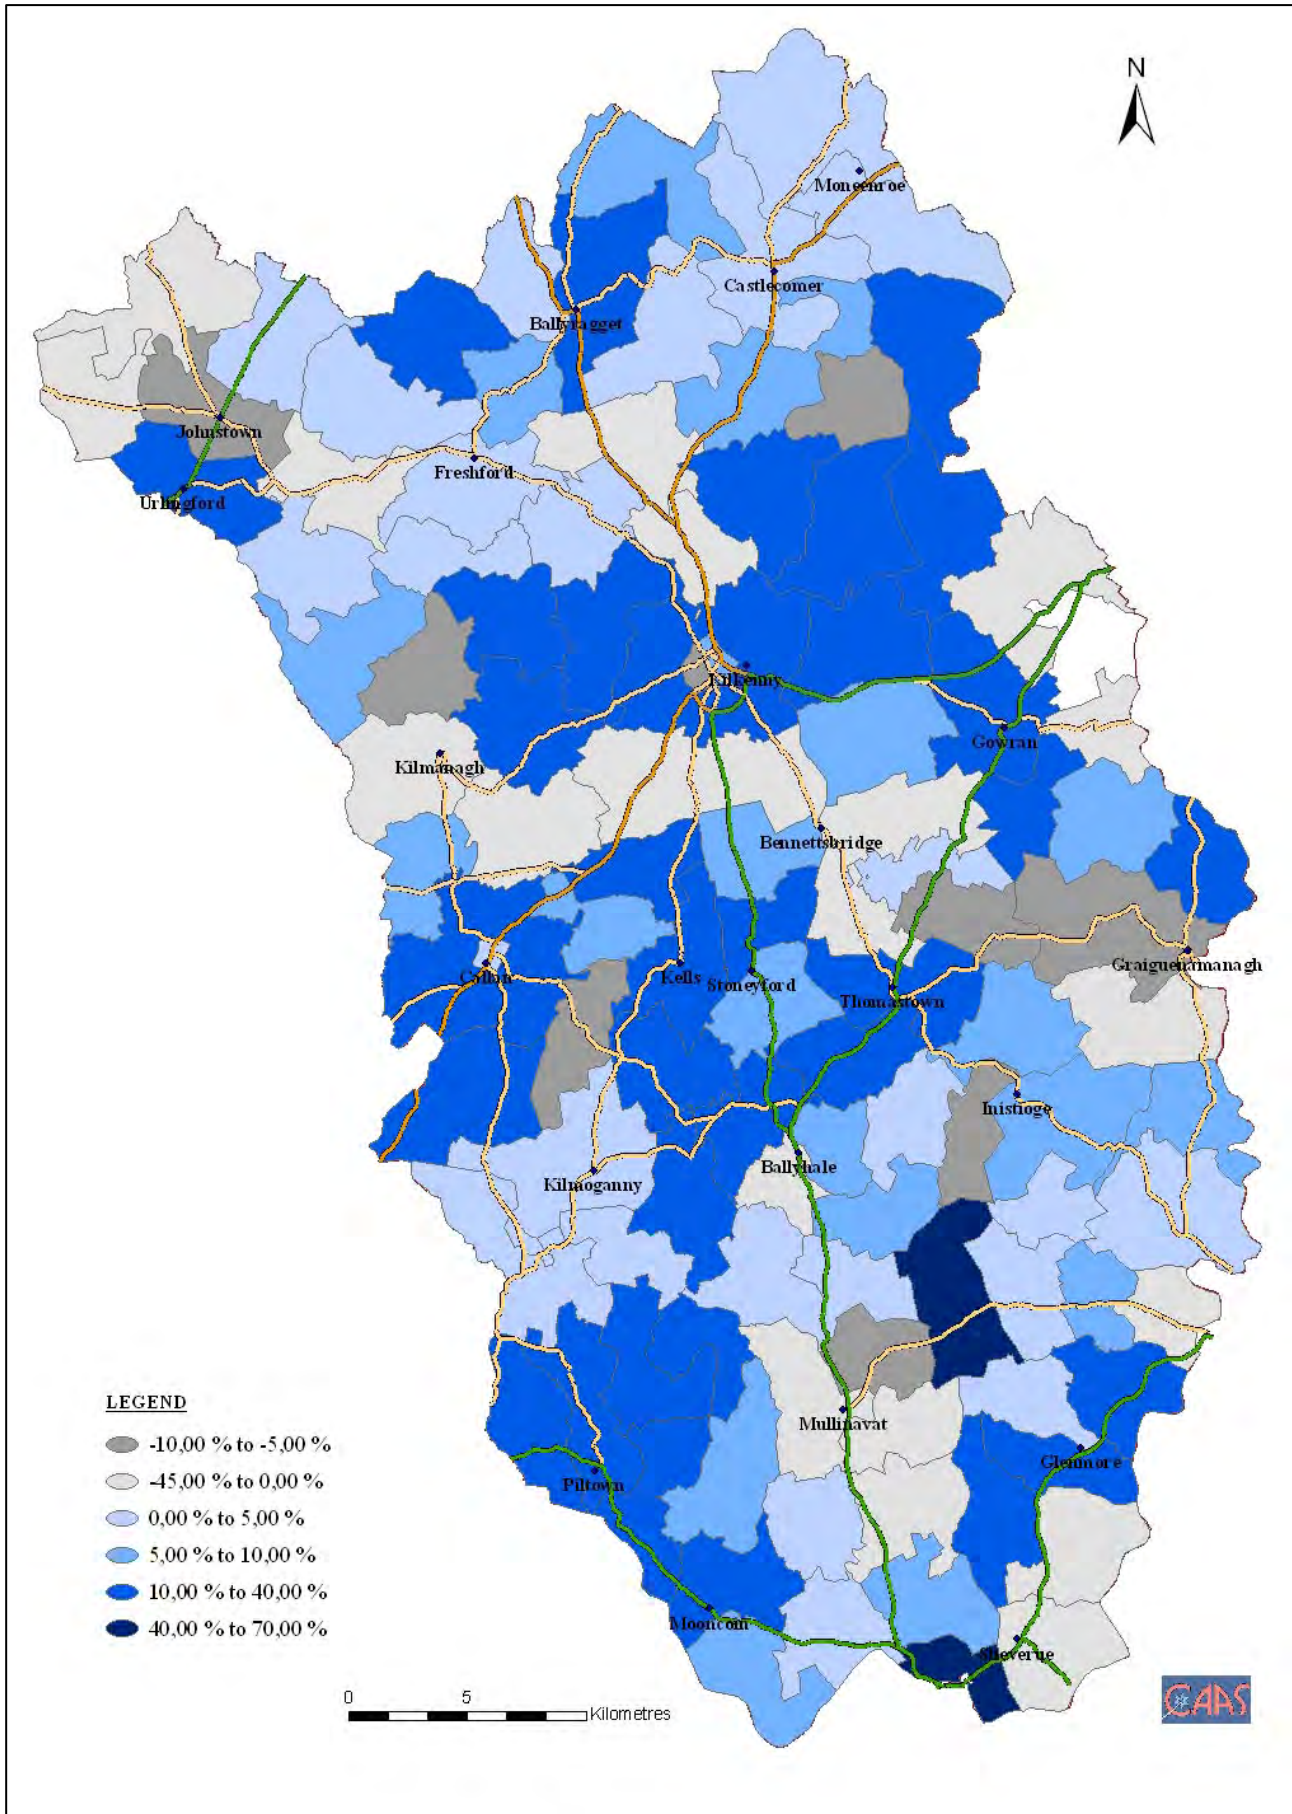 N
Moneenroe
Castlecomer
Ballyragget
Johnstown
Freshford
Urlingford
Kilkenny
Gowran
Kilmanagh
Bennettsbridge
Callan
Kells
Stoneyford
Graiguenamanagh
Thomastown
Inistioge
Ballyhale
Kilmoganny
LEGEND
-10,00 % to -5,00 %
-45,00 % to 0,00 %
0,00 % to 5,00 %
5,00 % to 10,00 %
10,00 % to 40,00 %
40,00 % to 70,00 %
Mullinavat
Glenmore
Piltown
Mooncoin
Slieverue
0 5
Kilometres
CAAS